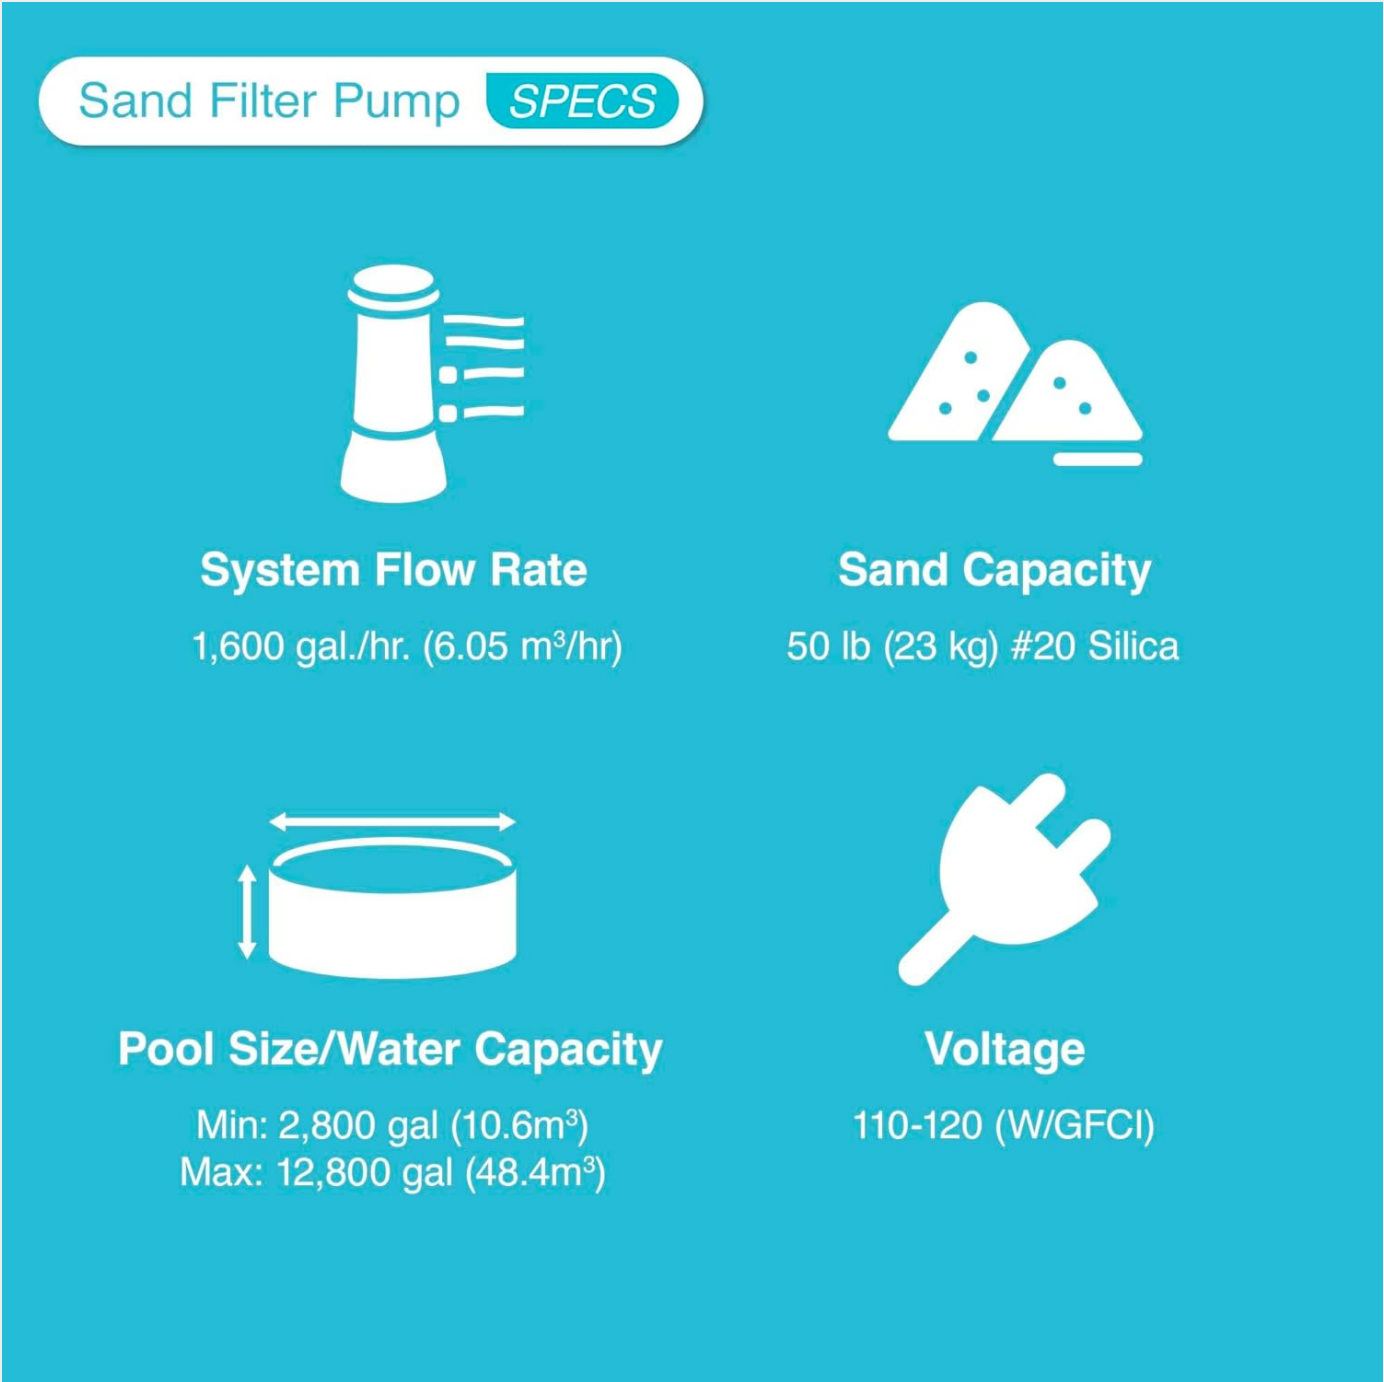 Sand Filter Pump SPECS
System Flow Rate
1,600 gal./hr. (6.05 m³/hr)
Sand Capacity
50 lb (23 kg) #20 Silica
Pool Size/Water Capacity
Min: 2,800 gal (10.6m³)
Max: 12,800 gal (48.4m³)
Voltage
110-120 (W/GFCI)